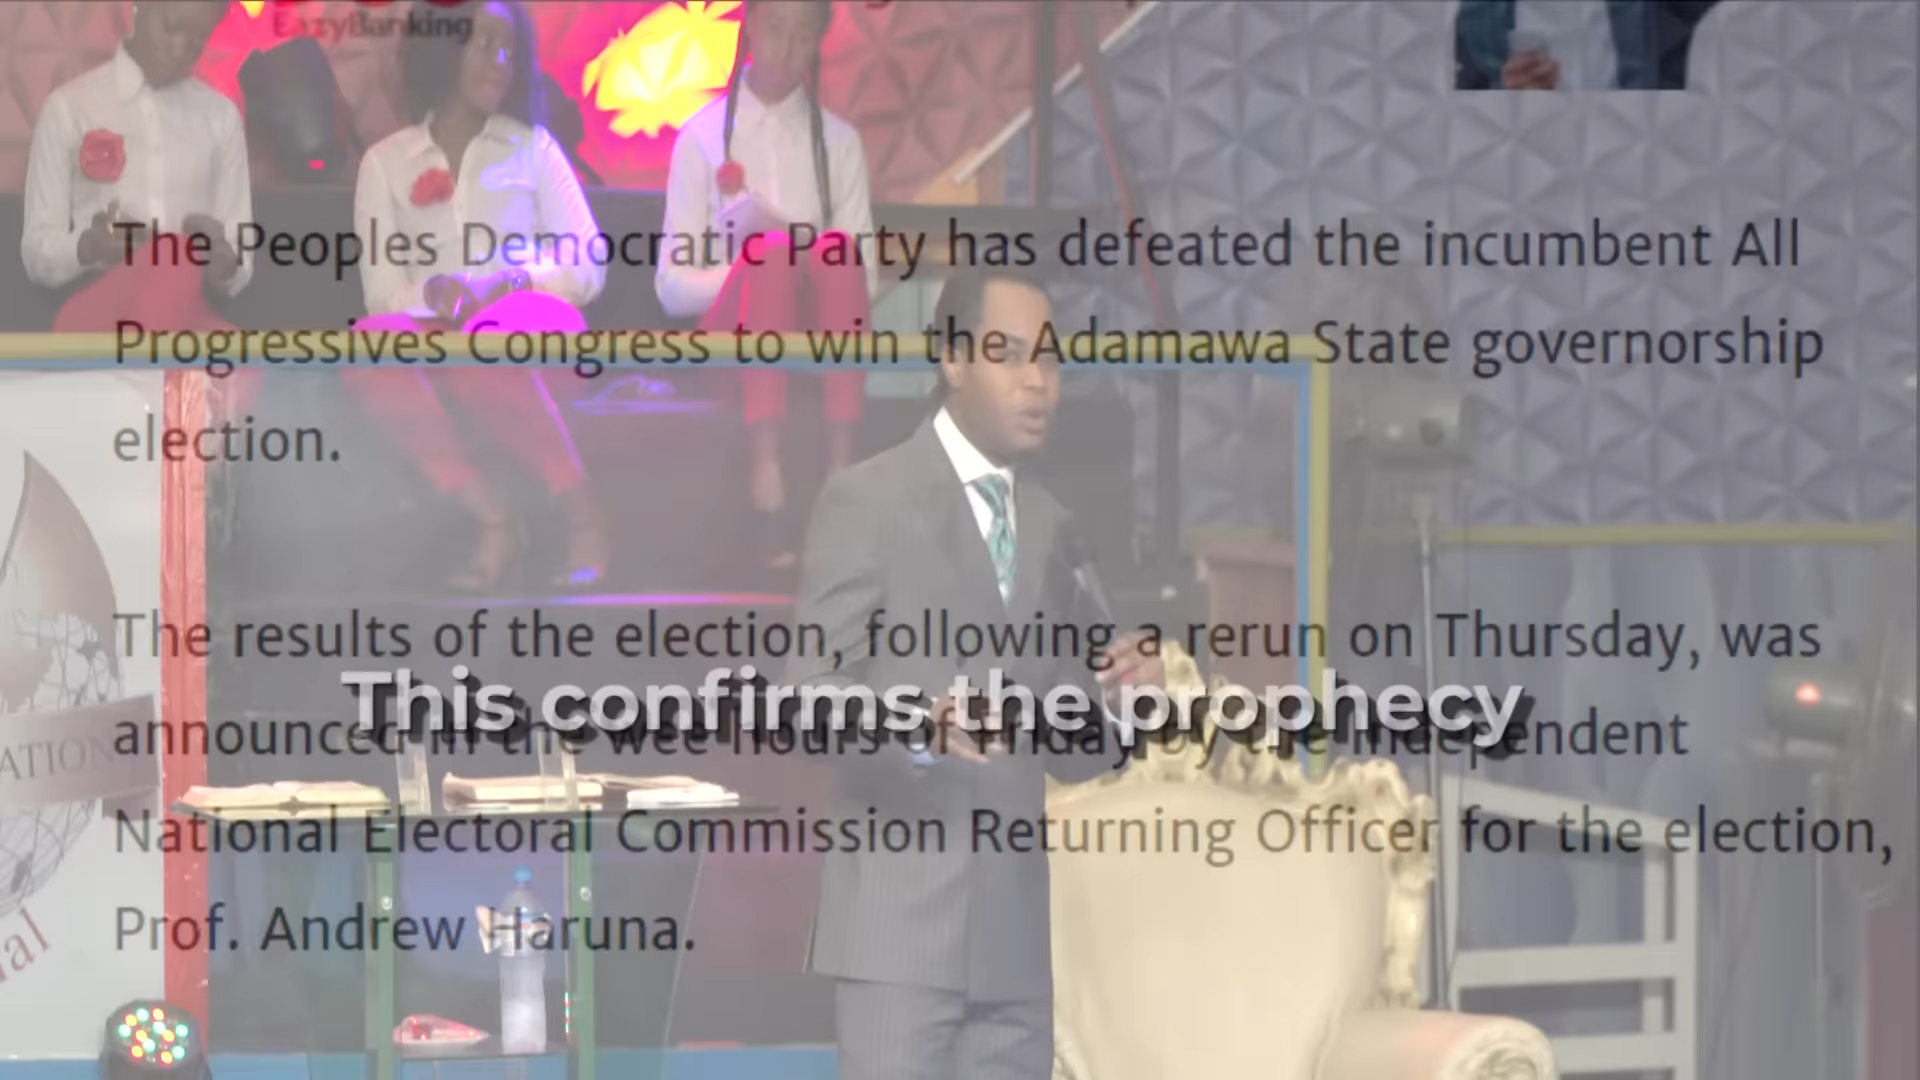 EazyBanking
The Peoples Democratic Party has defeated the incumbent All
Progressives Congress to win the Adamawa State governorship
election.
The results of the election, following a rerun on Thursday, was
This confirms the prophecy
announced in the wee hours of Friday by the Independent
ATION
National Electoral Commission Returning Officer for the election,
Prof. Andrew Haruna.
al